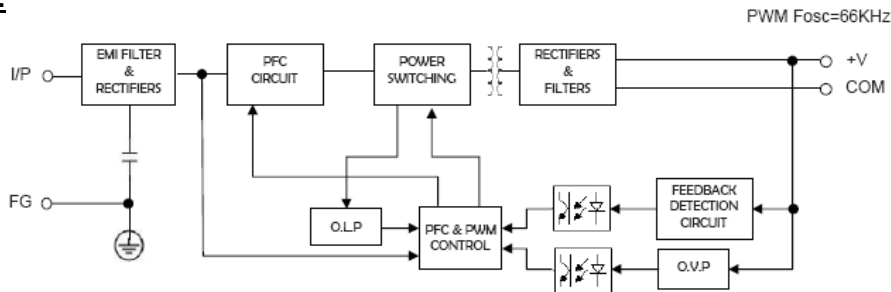 PWM Fosc=66KHz
I/P
EMI FILTER
&
RECTIFIERS
PFC
CIRCUIT
POWER
SWITCHING
RECTIFIERS
&
FILTERS
+V
COM
FG
O.L.P
PFC & PWM
CONTROL
FEEDBACK
DETECTION
CIRCUIT
O.V.P